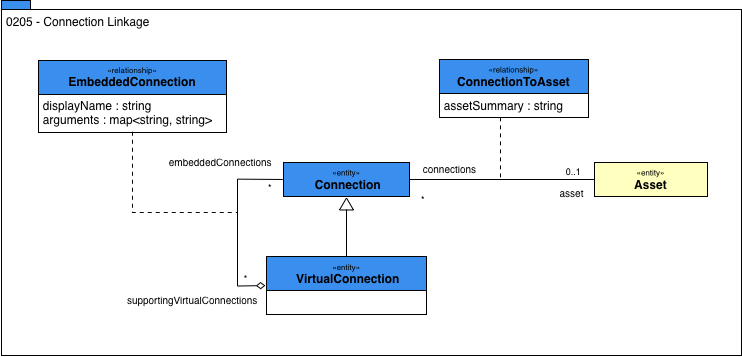 0205 - Connection Linkage
«relationship»
EmbeddedConnection
displayName : string
arguments : map<string, string>
«relationship»
ConnectionToAsset
assetSummary : string
embeddedConnections
*
«entity»
Connection
connections
*
0..1
asset
«entity»
Asset
*
supportingVirtualConnections
«entity»
VirtualConnection